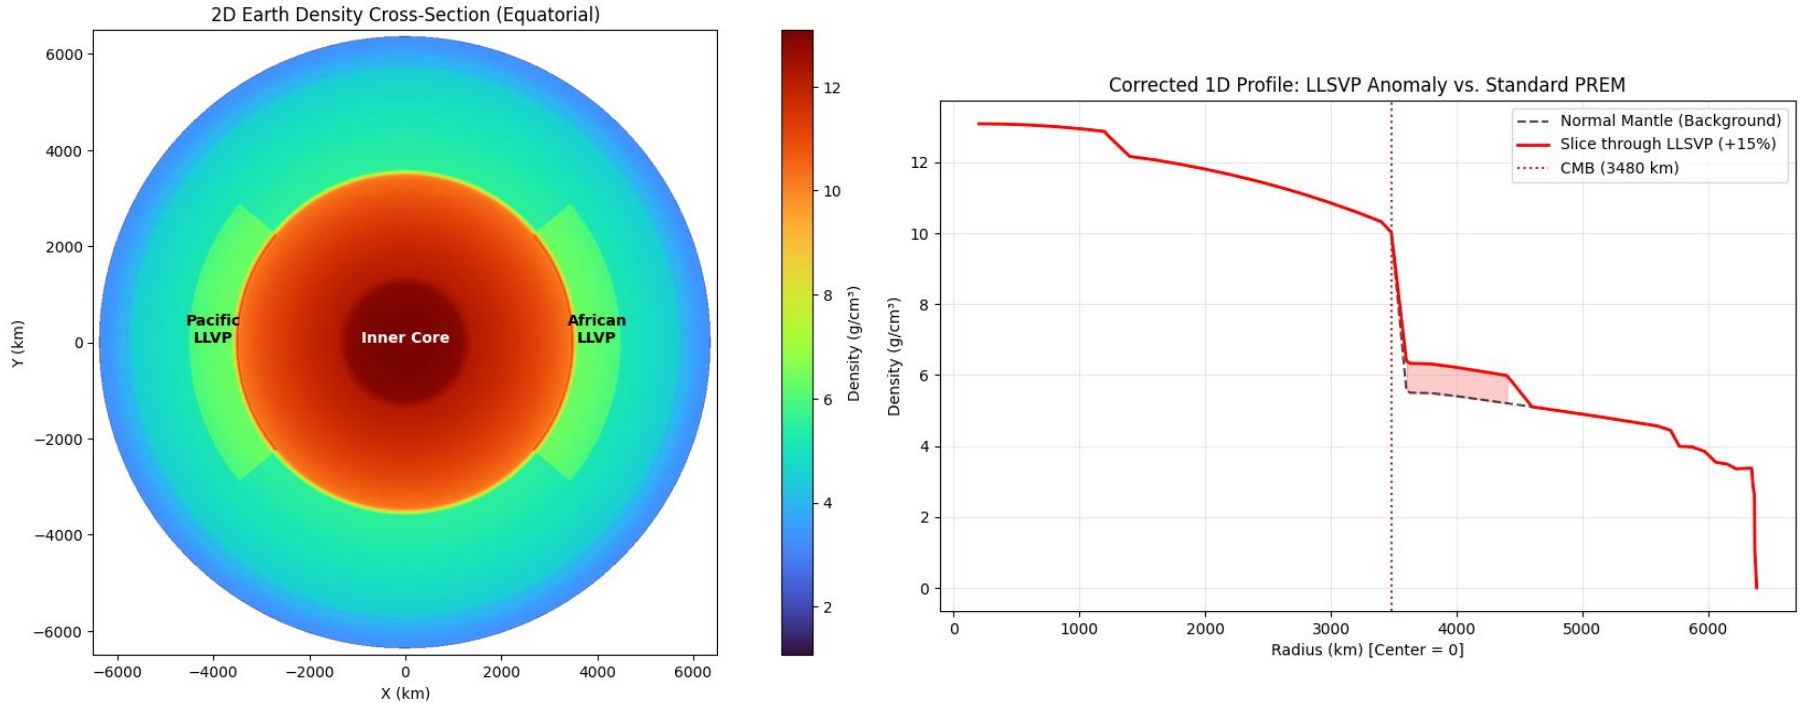 2D Earth Density Cross-Section (Equatorial)
6000
4000
2000
0
−2000
−4000
−6000
Y (km)
−6000 −4000 −2000 0 2000 4000 6000
X (km)
Pacific
LLVP
Inner Core
African
LLVP
12
10
8
6
4
2
Density (g/cm³)
Corrected 1D Profile: LLSVP Anomaly vs. Standard PREM
Normal Mantle (Background)
Slice through LLSVP (+15%)
CMB (3480 km)
12
10
8
6
4
2
0
Density (g/cm³)
0 1000 2000 3000 4000 5000 6000
Radius (km) [Center = 0]